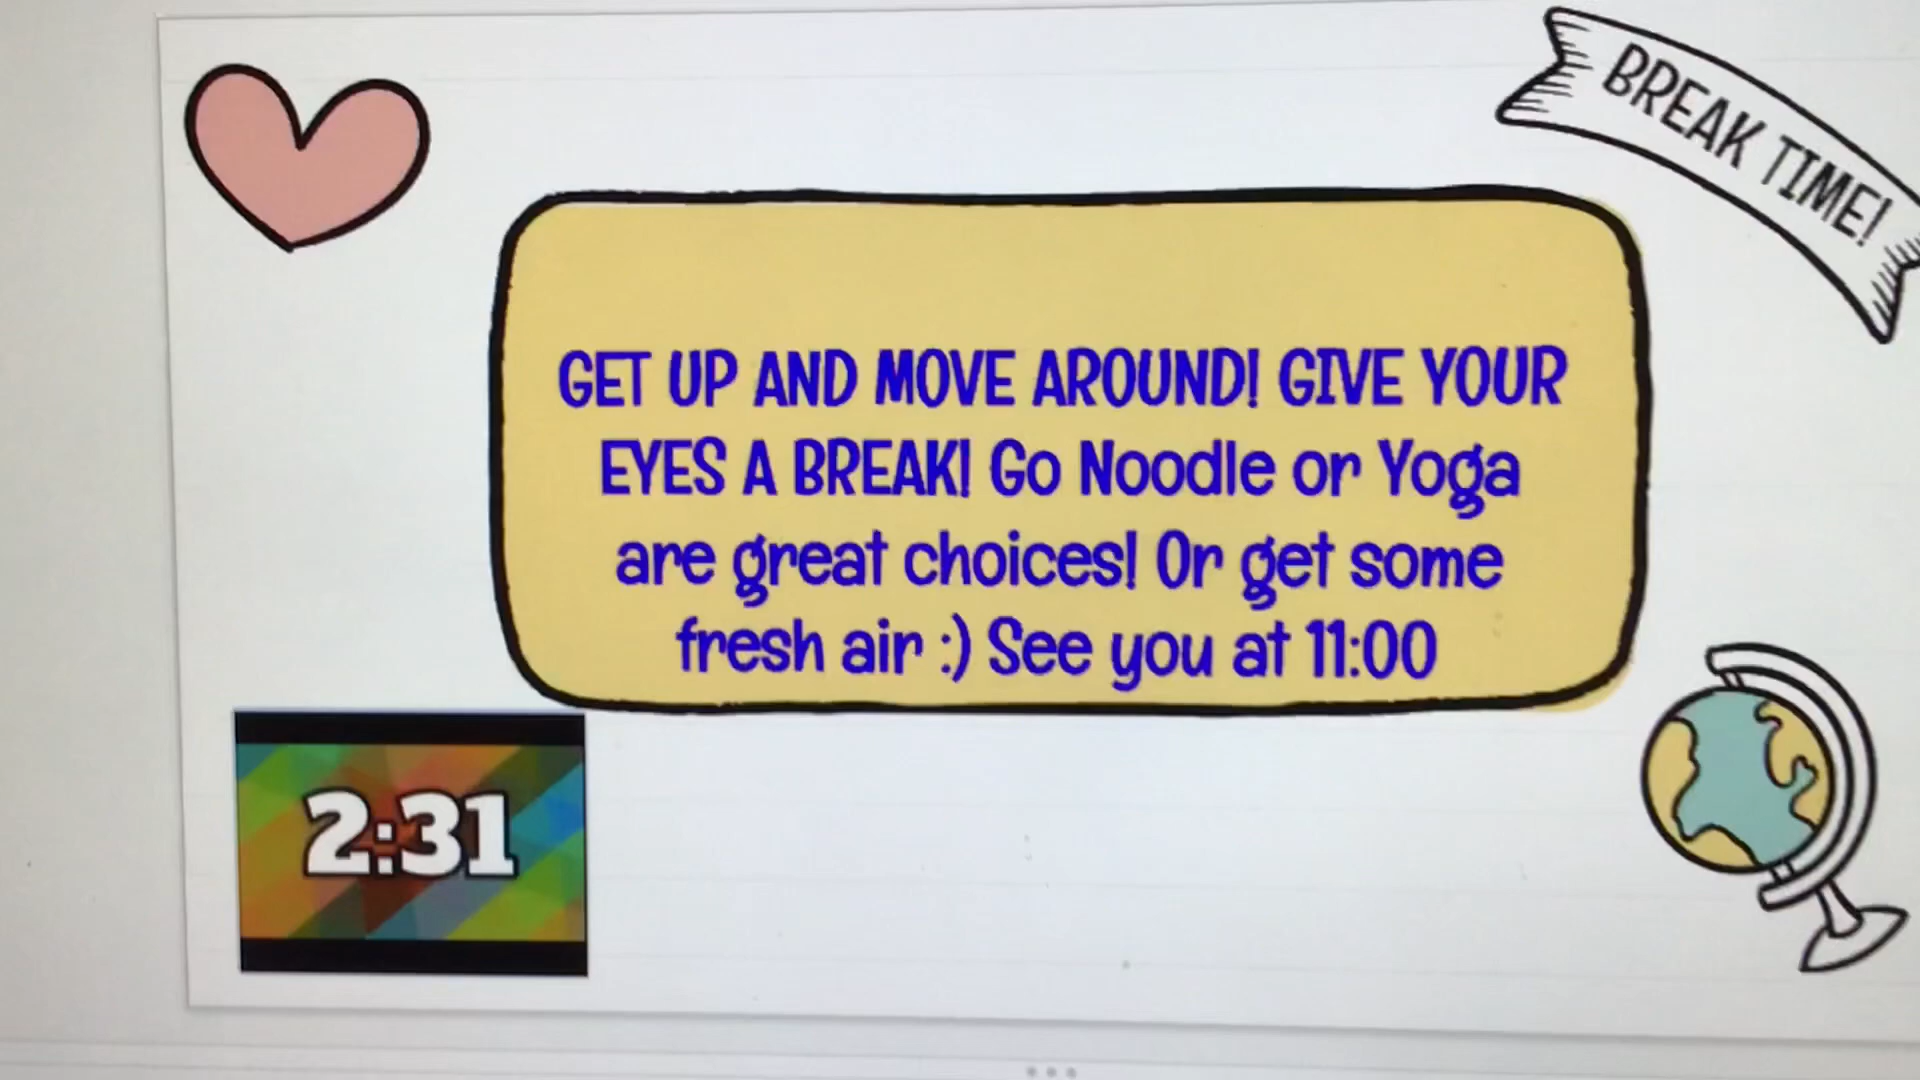 BREAK TIME!
GET UP AND MOVE AROUND! GIVE YOUR
EYES A BREAK! Go Noodle or Yoga
are great choices! Or get some
fresh air :) See you at 11:00
2:31